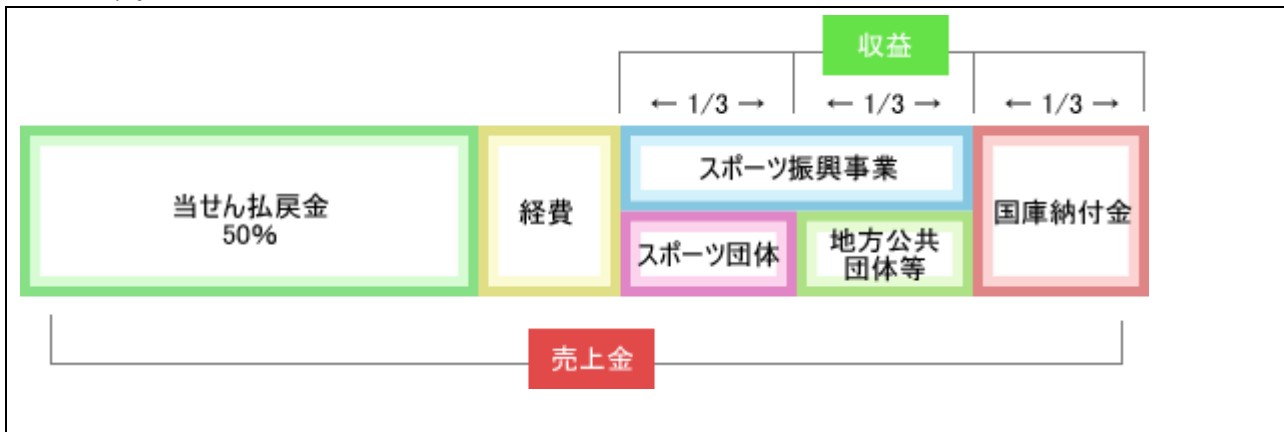 収益
← 1/3 →
← 1/3 →
← 1/3 →
当せん払戻金
50%
経費
スポーツ振興事業
スポーツ団体
地方公共
団体等
国庫納付金
売上金